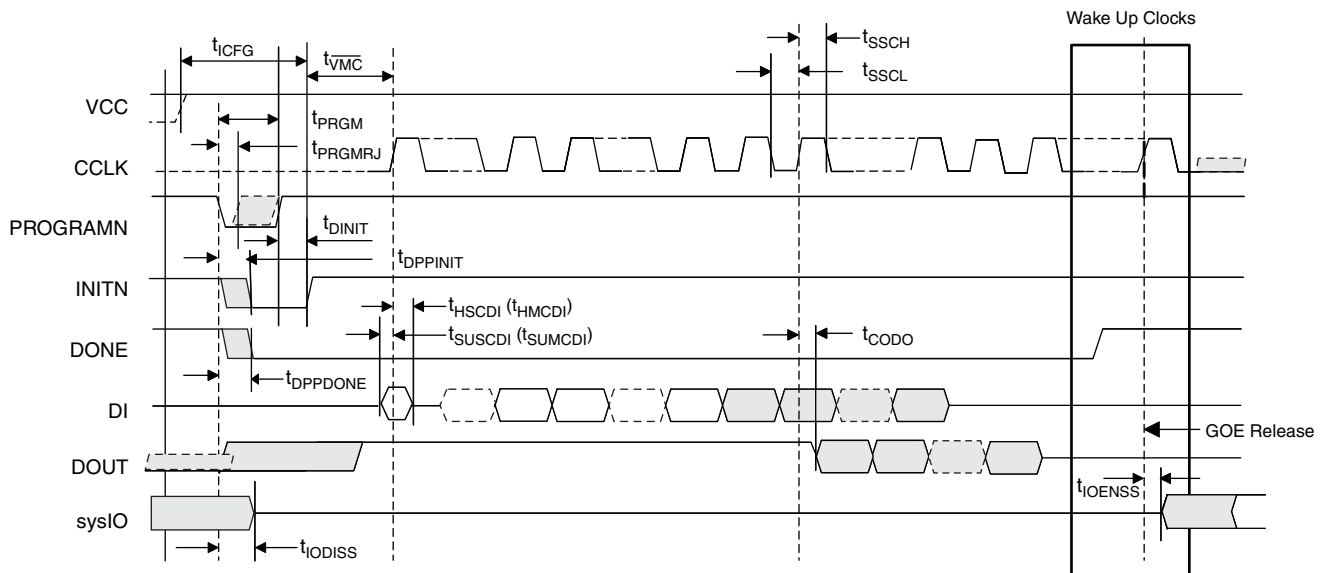 Wake Up Clocks
tICFG
tVMC
tSSCH
tSSCL
VCC
tPRGM
tPRGMRJ
CCLK
PROGRAMN
tDINIT
tDPPINIT
INITN
tHSCDI (tHMCDI)
tSUSCDI (tSUMCDI)
tCODO
DONE
tDPPDONE
DI
GOE Release
DOUT
tIOENSS
sysIO
tIODISS